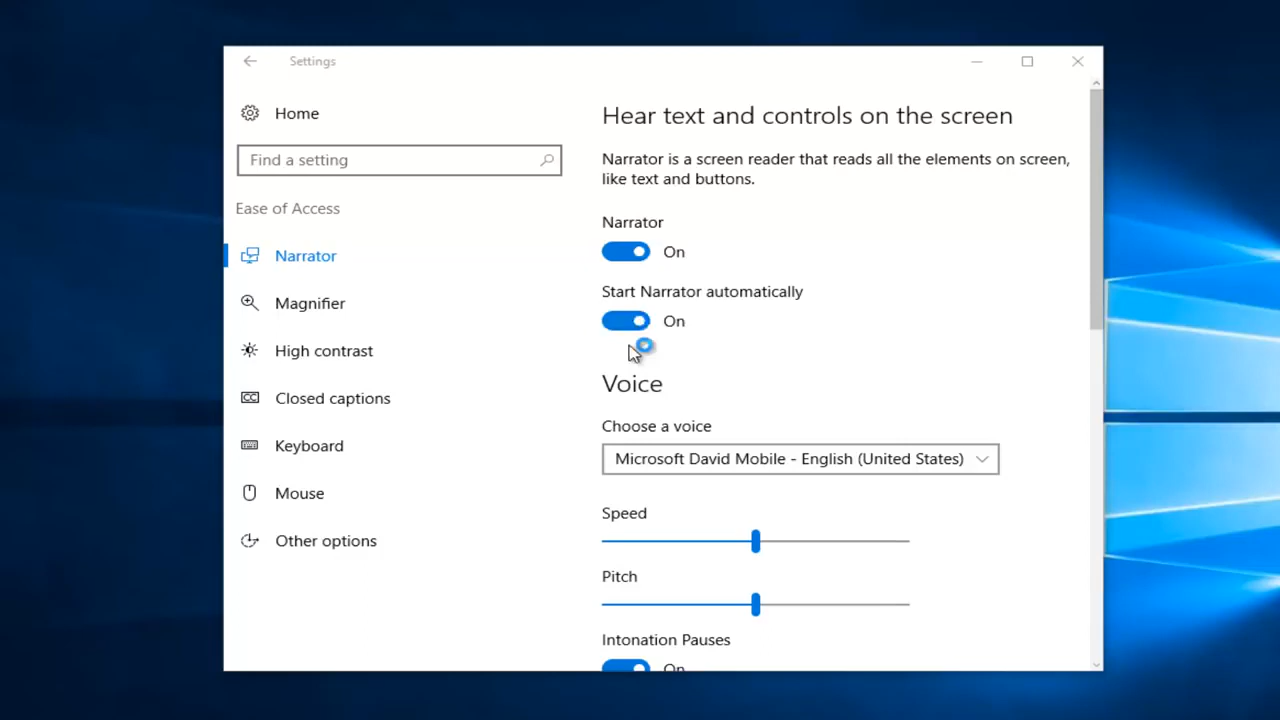 Settings
Home
Find a setting
Ease of Access
Narrator
Magnifier
High contrast
Closed captions
Keyboard
Mouse
Other options
Hear text and controls on the screen
Narrator is a screen reader that reads all the elements on screen,
like text and buttons.
Narrator
On
Start Narrator automatically
On
Voice
Choose a voice
Microsoft David Mobile - English (United States)
Speed
Pitch
Intonation Pauses
On